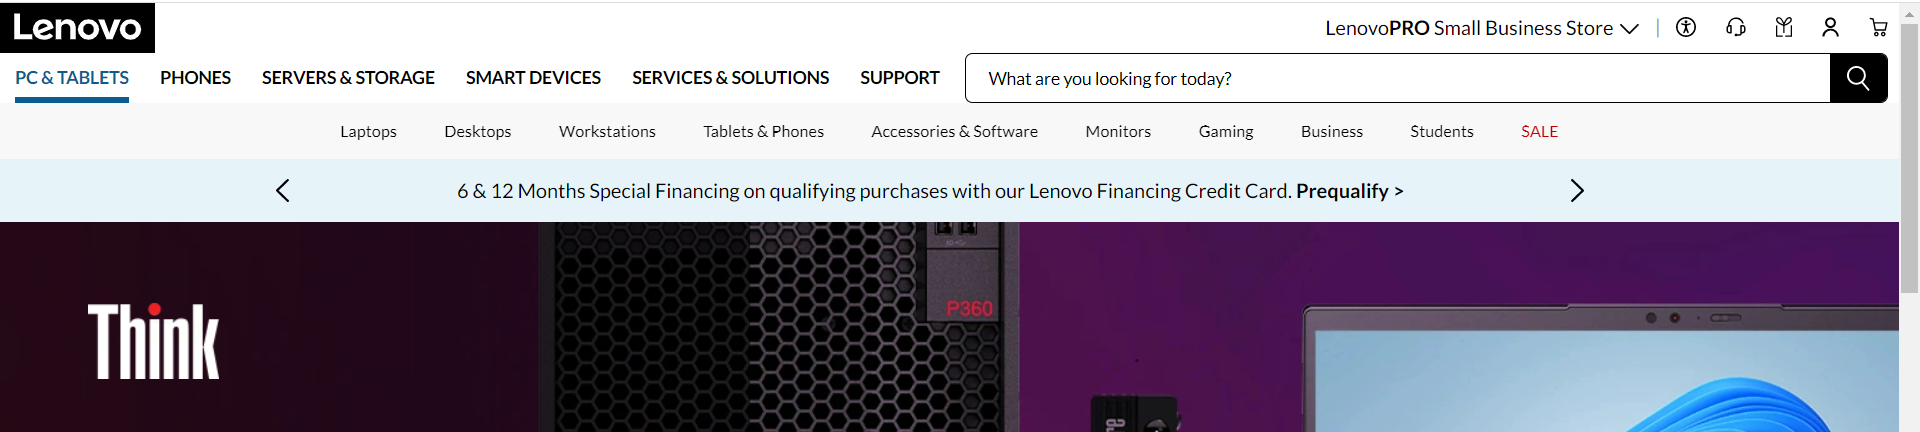 Lenovo
LenovoPRO Small Business Store
PC & TABLETS PHONES SERVERS & STORAGE SMART DEVICES SERVICES & SOLUTIONS SUPPORT What are you looking for today?
Laptops Desktops Workstations Tablets & Phones Accessories & Software Monitors Gaming Business Students SALE
6 & 12 Months Special Financing on qualifying purchases with our Lenovo Financing Credit Card. Prequalify >
P360
Think